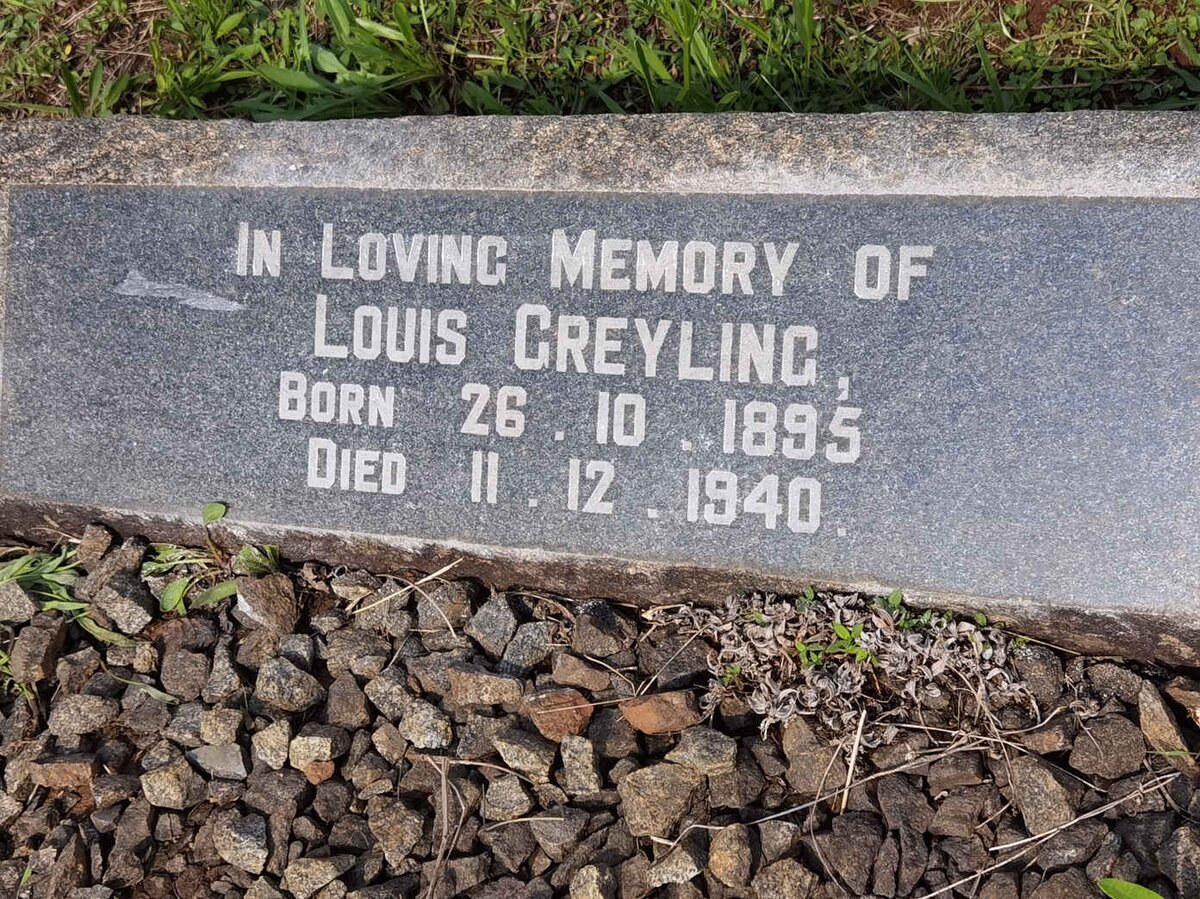 In Loving Memory of
Louis Greyling,
Born 26.10.1895
Died 11.12.1940.